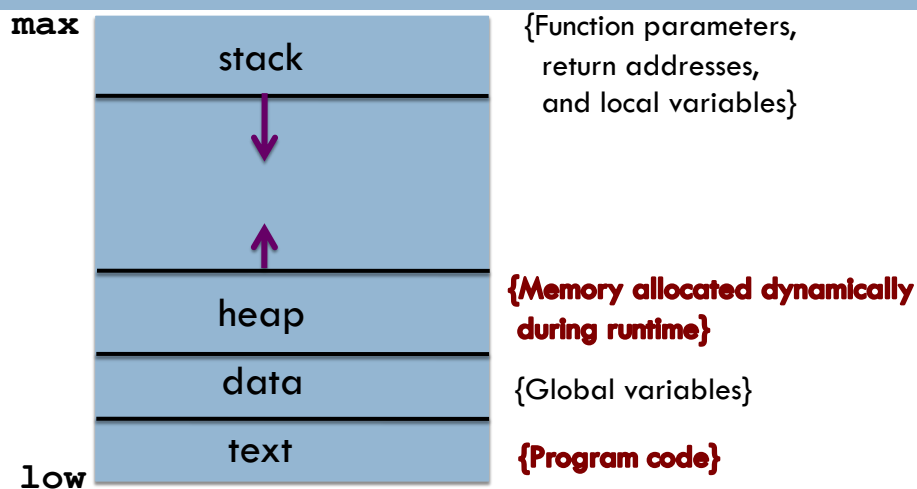 max
stack
{Function parameters,
return addresses,
and local variables}
heap
{Memory allocated dynamically
during runtime}
data
{Global variables}
text
{Program code}
low